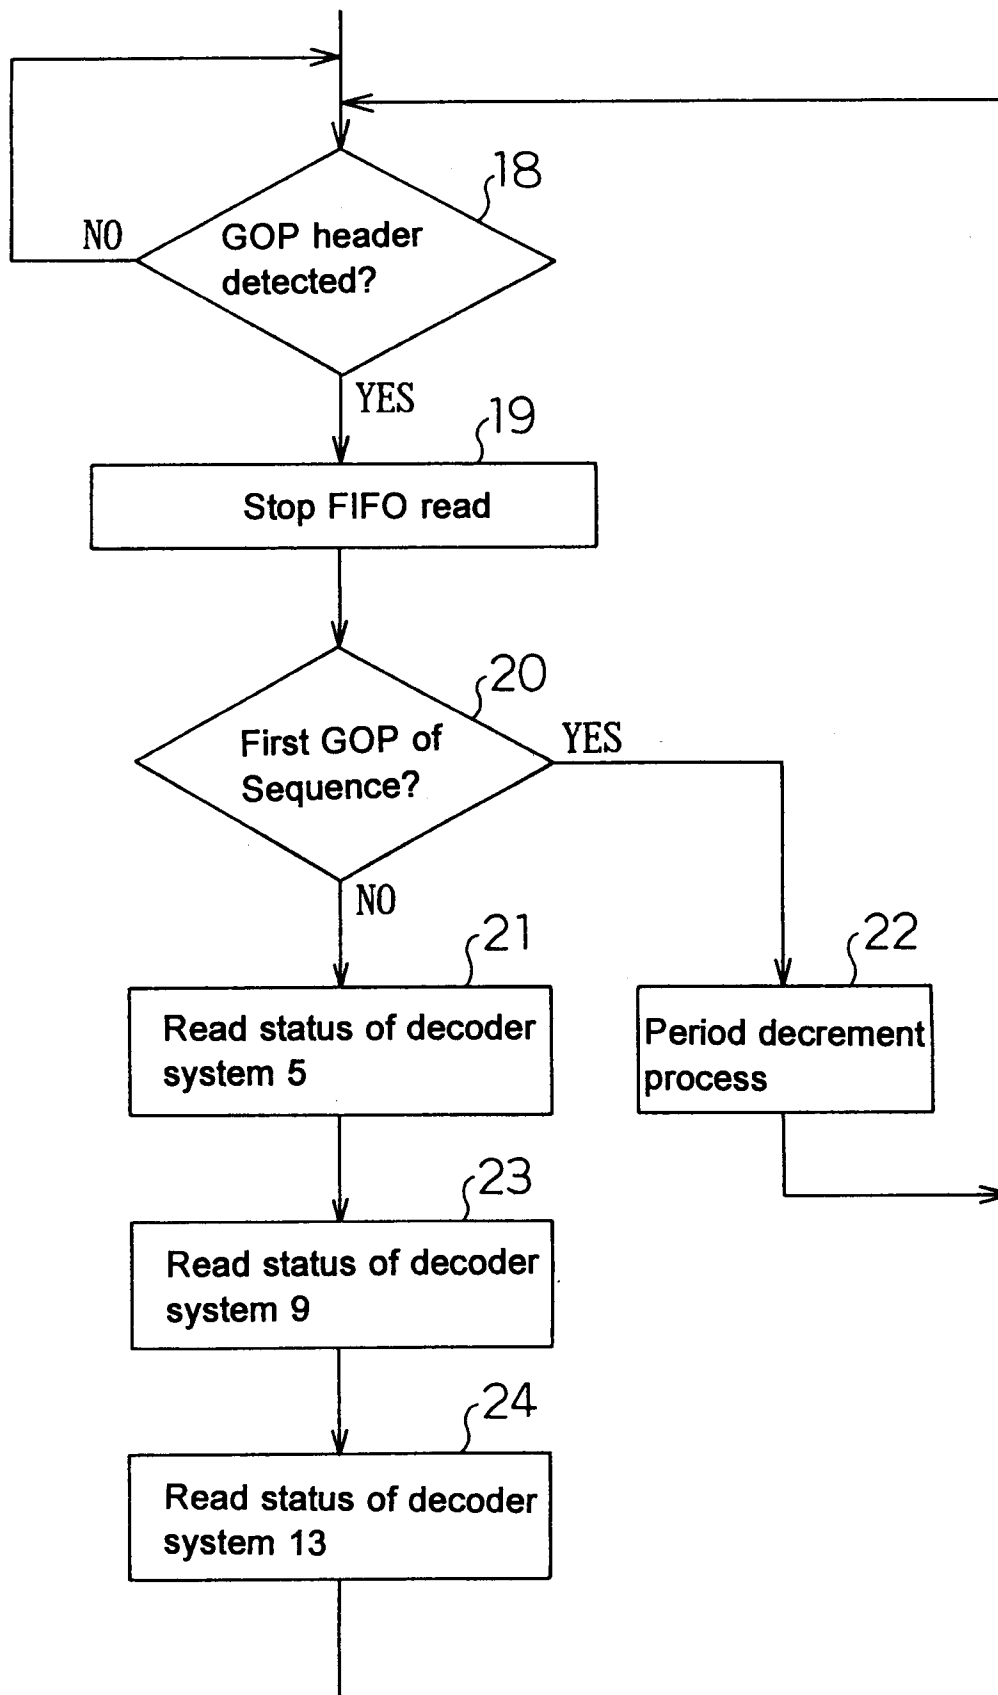 18
GOP header
detected?
NO
YES
19
Stop FIFO read
20
First GOP of
Sequence?
YES
NO
21
Read status of decoder
system 5
22
Period decrement
process
23
Read status of decoder
system 9
24
Read status of decoder
system 13